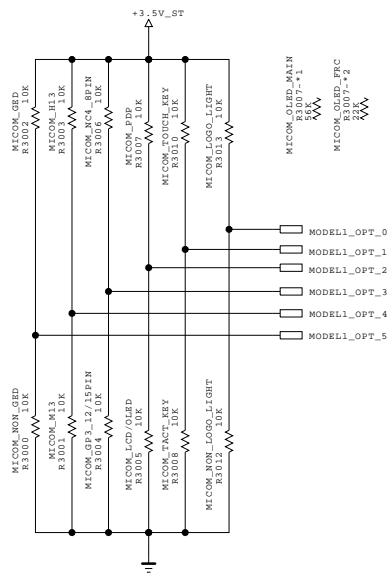 +3.5V_ST
MICOM_GED
R3002 10K
MICOM_H13
R3003 10K
MICOM_NC4_8PIN
R3006 10K
MICOM_PDP
R3007 10K
MICOM_TOUCH_KEY
R3010 10K
MICOM_LOGO_LIGHT
R3013 10K
MICOM_OLED_MAIN
R3007-*1
56K
MICOM_OLED_FRC
R3007-*2
22K
MODEL1_OPT_0
MODEL1_OPT_1
MODEL1_OPT_2
MODEL1_OPT_3
MODEL1_OPT_4
MODEL1_OPT_5
MICOM_NON_GED
R3000 10K
MICOM_M13
R3001 10K
MICOM_GP3_12/15PIN
R3004 10K
MICOM_LCD/OLED
R3005 10K
MICOM_TACT_KEY
R3008 10K
MICOM_NON_LOGO_LIGHT
R3012 10K